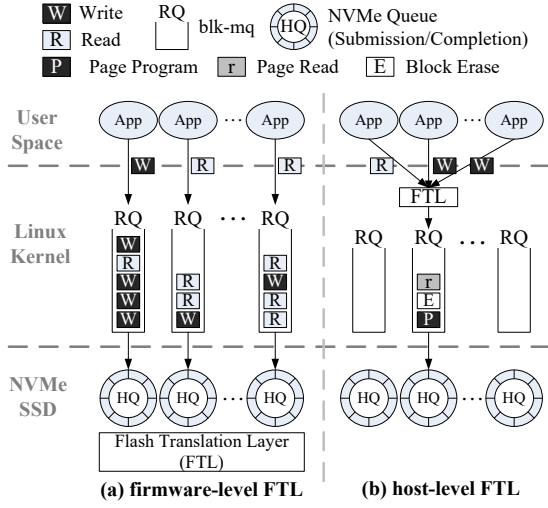 W Write RQ blk-mq HQ NVMe Queue
R Read (Submission/Completion)
P Page Program r Page Read E Block Erase
User
Space
App App ... App
App App ... App
W R R
R W W
FTL
Linux
Kernel
RQ RQ ... RQ
RQ RQ ... RQ
W
R
W
W
W
R
R
W
R
W
R
R
r
E
P
NVMe
SSD
HQ HQ ... HQ
HQ HQ ... HQ
Flash Translation Layer
(FTL)
(a) firmware-level FTL
(b) host-level FTL